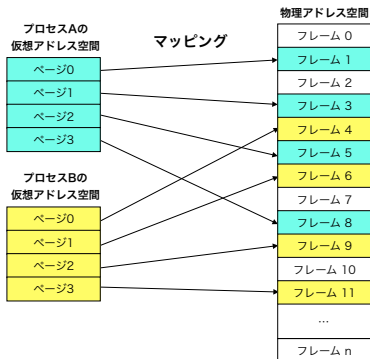 プロセスAの
仮想アドレス空間
ページ0
ページ1
ページ2
ページ3
プロセスBの
仮想アドレス空間
ページ0
ページ1
ページ2
ページ3
マッピング
物理アドレス空間
フレーム 0
フレーム 1
フレーム 2
フレーム 3
フレーム 4
フレーム 5
フレーム 6
フレーム 7
フレーム 8
フレーム 9
フレーム 10
フレーム 11
…
フレーム n